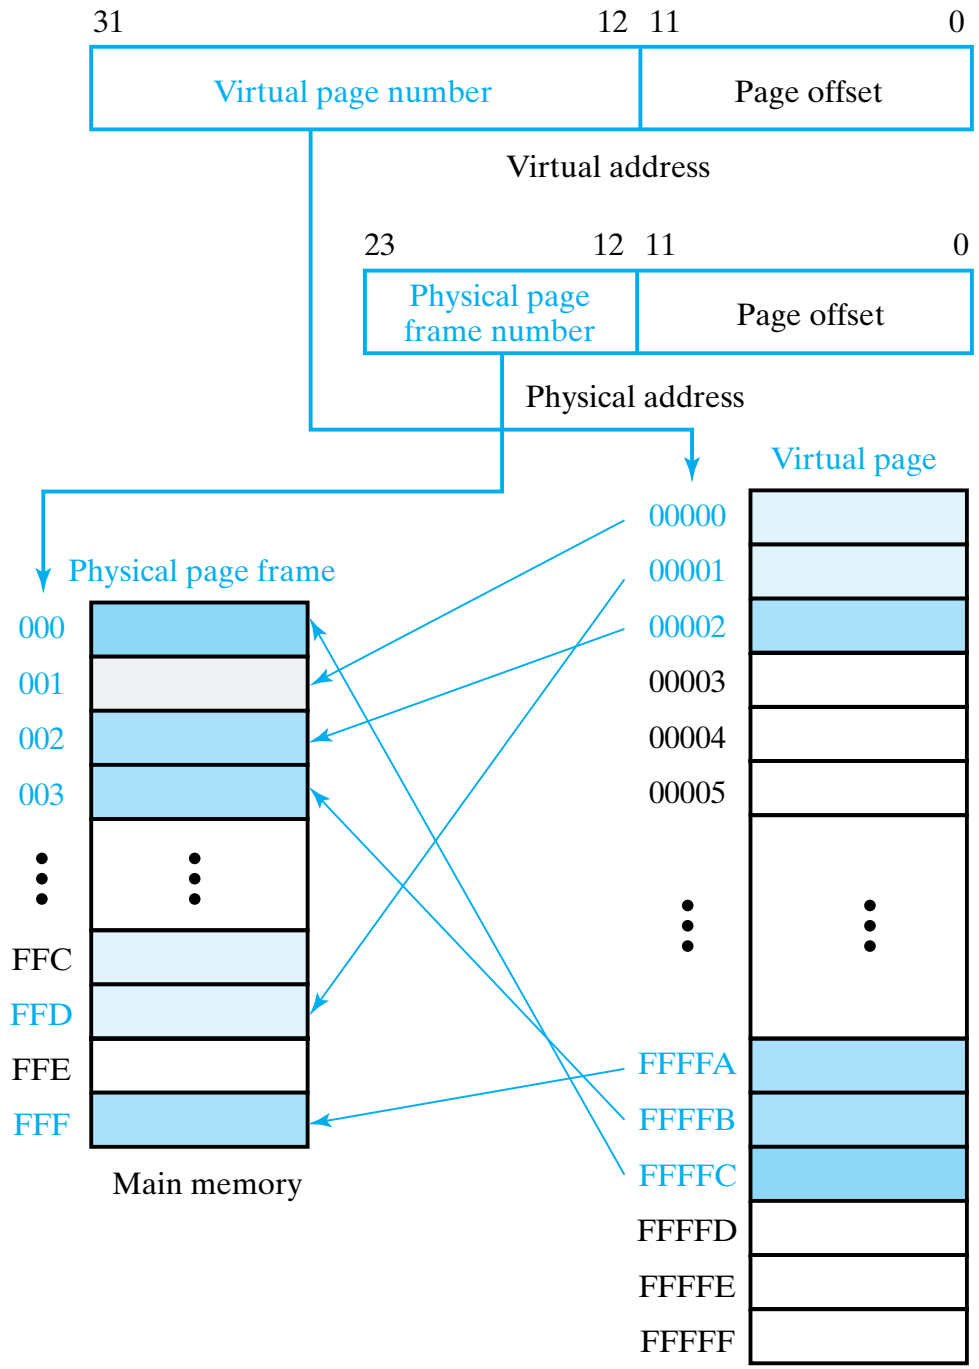 31 12 11 0
Virtual page number Page offset
Virtual address
23 12 11 0
Physical page
frame number
Page offset
Physical address
Virtual page
00000
00001
00002
00003
00004
00005
FFFFA
FFFFB
FFFFC
FFFFD
FFFFE
FFFFF
Physical page frame
000
001
002
003
FFC
FFD
FFE
FFF
Main memory